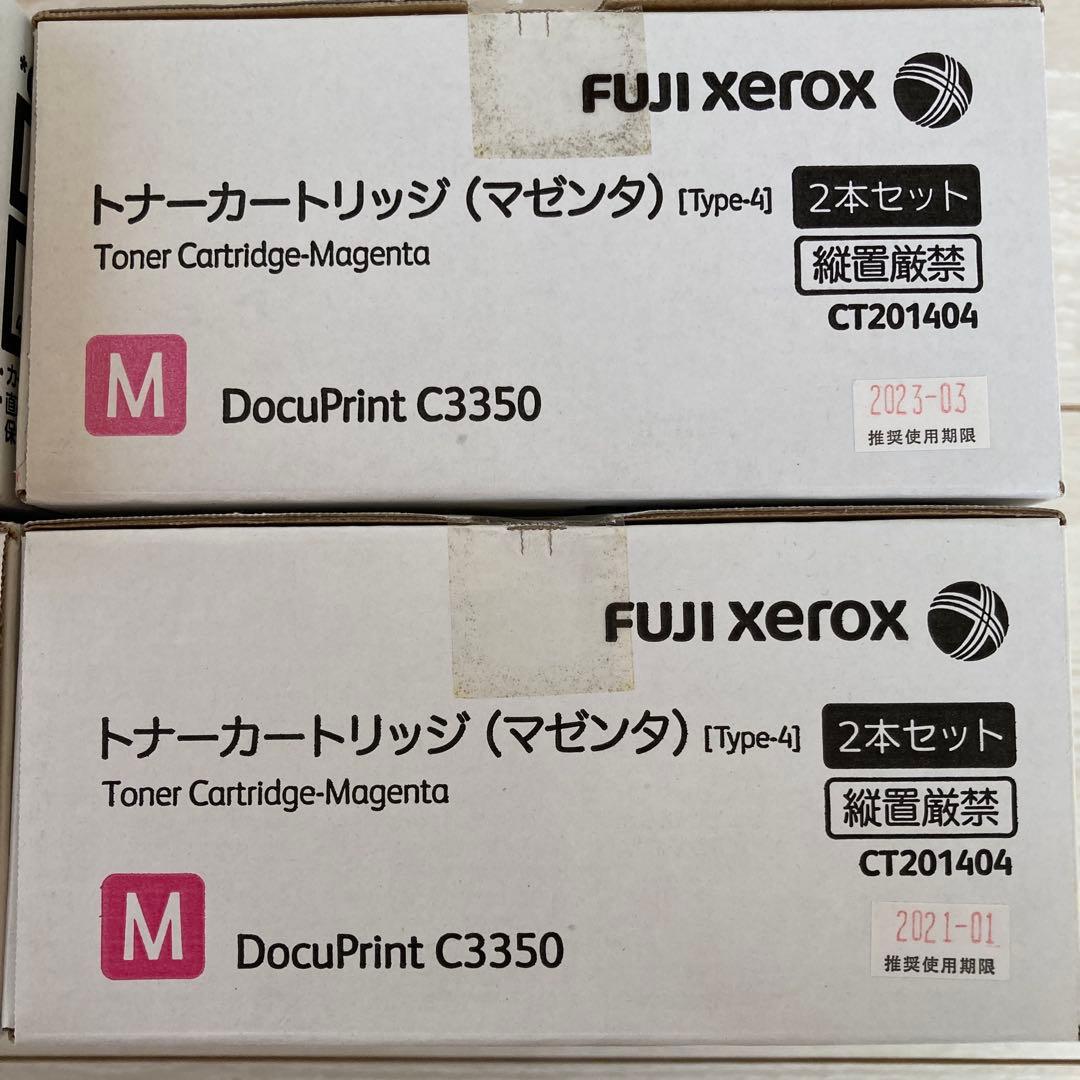 FUJI xerox
トナーカートリッジ（マゼンタ）[Type-4] 2本セット
Toner Cartridge-Magenta
縦置厳禁
CT201404
M
DocuPrint C3350
2023-03
推奨使用期限
・カ
・直
保
FUJI xerox
トナーカートリッジ（マゼンタ）[Type-4] 2本セット
Toner Cartridge-Magenta
縦置厳禁
CT201404
M
DocuPrint C3350
2021-01
推奨使用期限